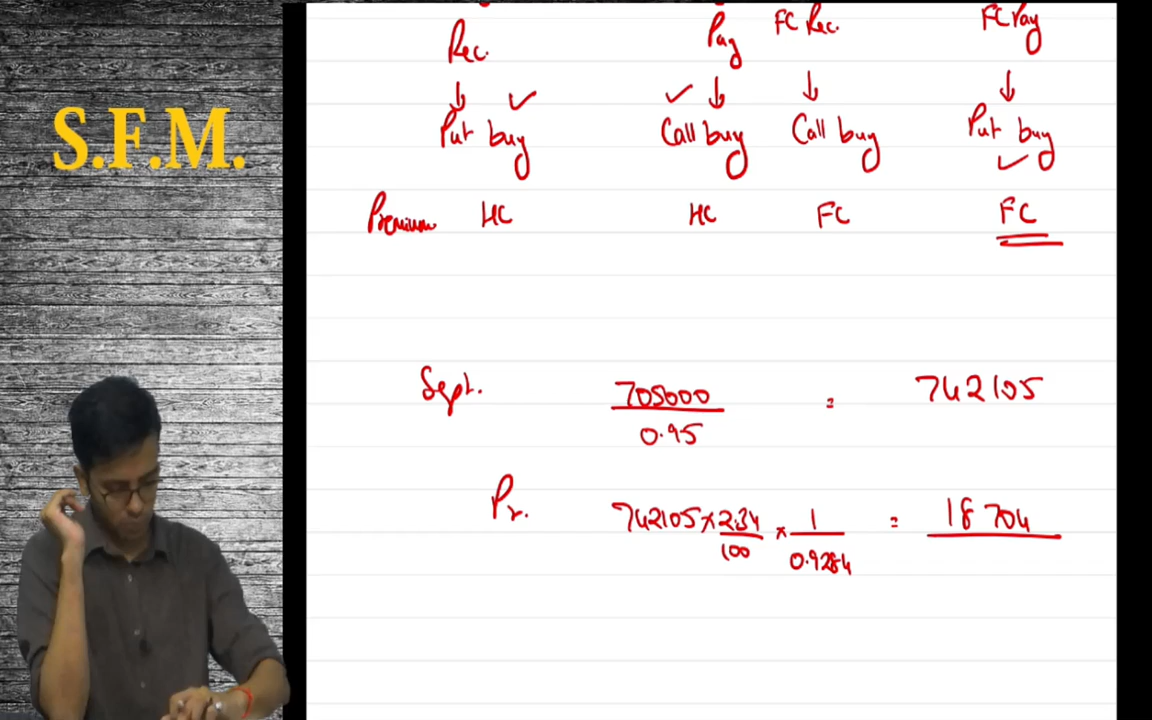 S.F.M.
Rec. Pay FC Rec. FC Pay
↓ ✓ ✓ ↓ ↓ ↓
Put buy Call buy Call buy Put buy
✓
Premium HC HC FC FC
Sept. 705000 / 0.95 = 742105
Pr. 742105 × 2.34 / 100 × 1 / 0.9284 = 18704